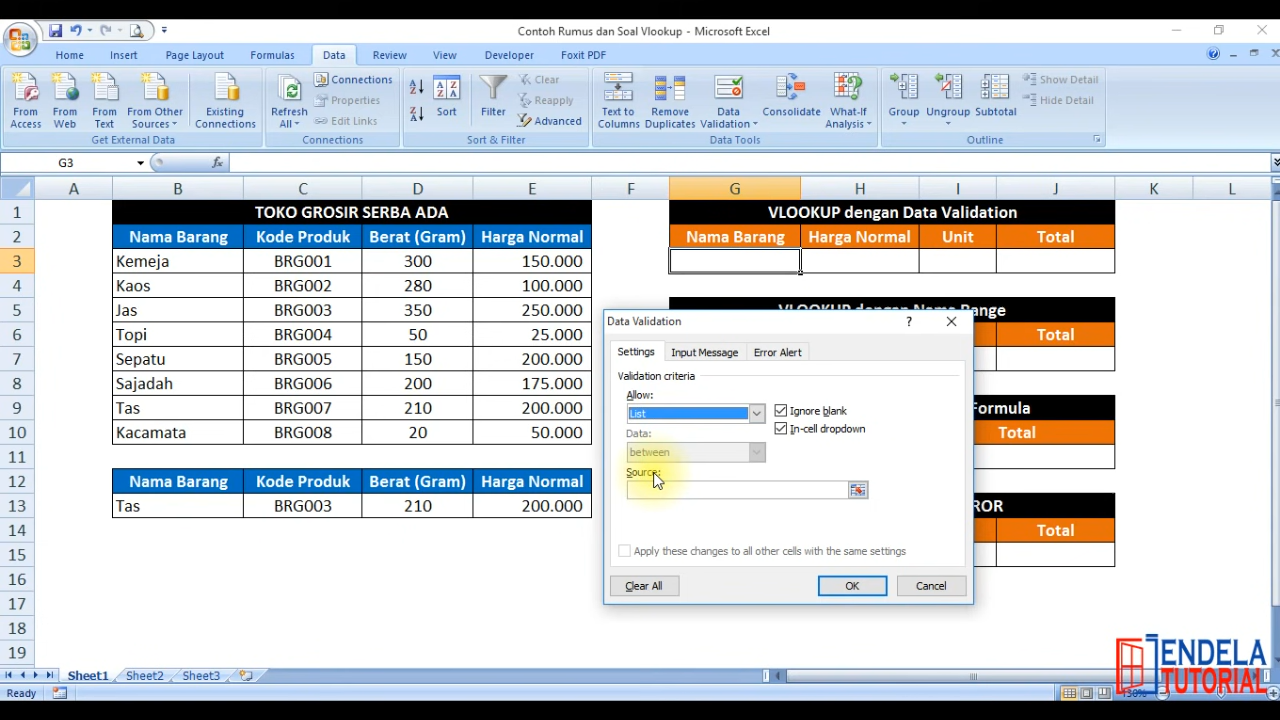 Contoh Rumus dan Soal Vlookup - Microsoft Excel
Home Insert Page Layout Formulas Data Review View Developer Foxit PDF
From Access
From Web
From Text
From Other Sources
Existing Connections
Get External Data
Refresh All
Connections
Properties
Edit Links
Connections
Sort
Filter
Clear
Reapply
Advanced
Sort & Filter
Text to Columns
Remove Duplicates
Data Validation
Consolidate
What-If Analysis
Data Tools
Group
Ungroup
Subtotal
Show Detail
Hide Detail
Outline
G3 fx
A B C D E F G H I J K L
1 TOKO GROSIR SERBA ADA VLOOKUP dengan Data Validation
2 Nama Barang Kode Produk Berat (Gram) Harga Normal Nama Barang Harga Normal Unit Total
3 Kemeja BRG001 300 150.000
4 Kaos BRG002 280 100.000
5 Jas BRG003 350 250.000 VLOOKUP dengan Name Range
6 Topi BRG004 50 25.000 Total
7 Sepatu BRG005 150 200.000
8 Sajadah BRG006 200 175.000
9 Tas BRG007 210 200.000 Formula
10 Kacamata BRG008 20 50.000 Total
11
12 Nama Barang Kode Produk Berat (Gram) Harga Normal ROR
13 Tas BRG003 210 200.000
14 Total
15
16
17
18
19
Data Validation ?
Settings Input Message Error Alert
Validation criteria
Allow:
List
Ignore blank
In-cell dropdown
Data:
between
Source:
Apply these changes to all other cells with the same settings
Clear All OK Cancel
Sheet1 Sheet2 Sheet3
Ready
130%
JENDELA
TUTORIAL